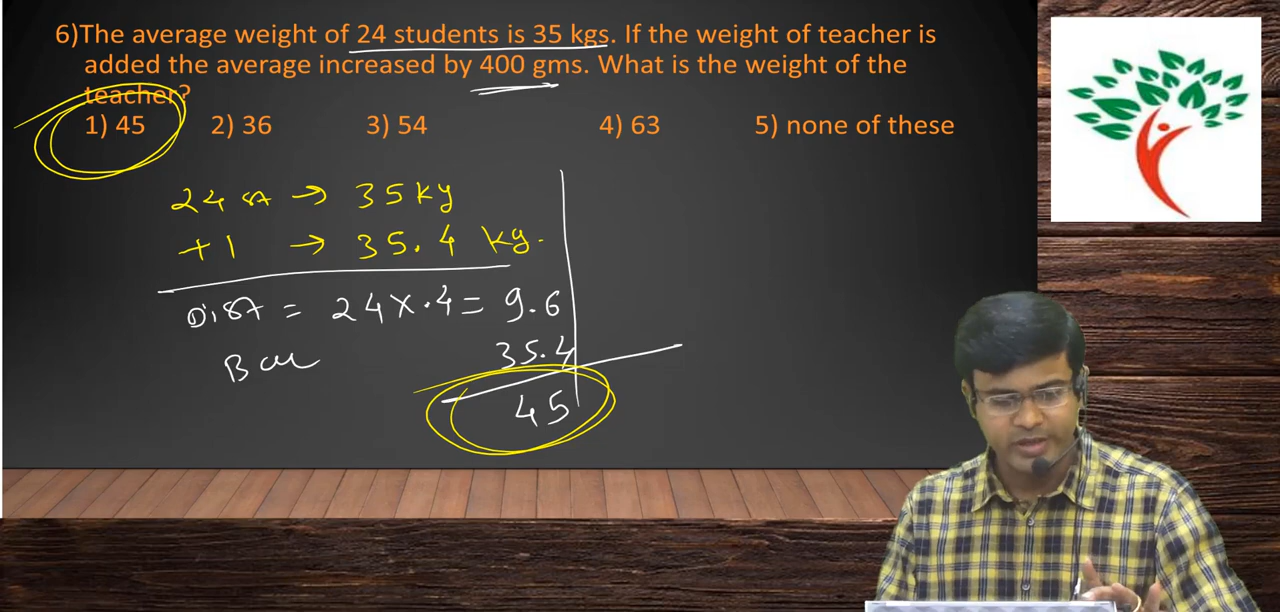 6)The average weight of 24 students is 35 kgs. If the weight of teacher is
added the average increased by 400 gms. What is the weight of the
teacher?
1) 45 2) 36 3) 54 4) 63 5) none of these
24 st → 35 kg
+1 → 35.4 kg.
Dist = 24 x .4 = 9.6
35.4
45